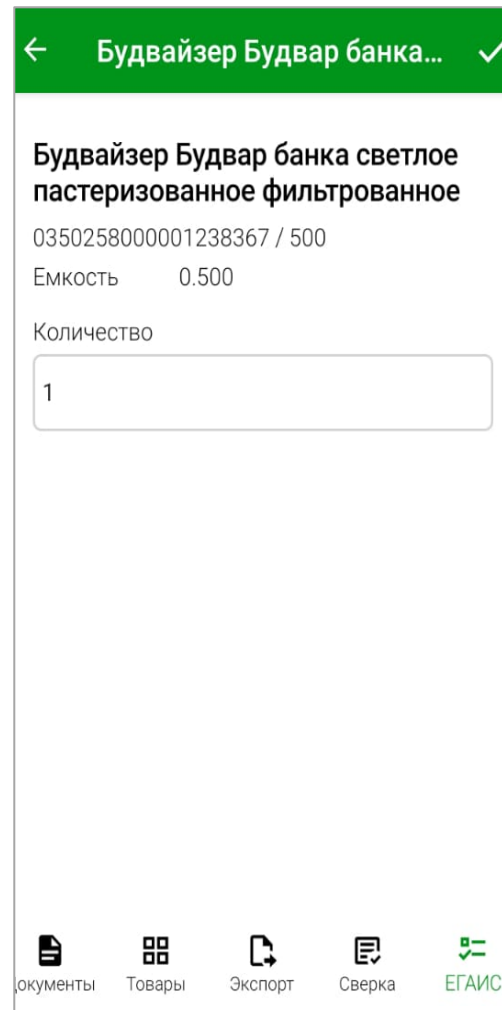 Будвайзер Будвар банка...
Будвайзер Будвар банка светлое
пастеризованное фильтрованное
0350258000001238367 / 500
Емкость 0.500
Количество
1
окументы Товары Экспорт Сверка ЕГАИС